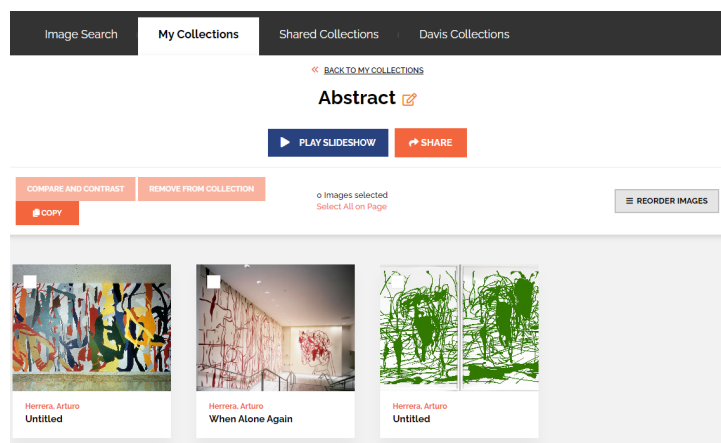 Image Search
My Collections
Shared Collections
Davis Collections
« BACK TO MY COLLECTIONS
Abstract
PLAY SLIDESHOW
SHARE
COMPARE AND CONTRAST
REMOVE FROM COLLECTION
COPY
0 Images selected
Select All on Page
REORDER IMAGES
Herrera, Arturo
Untitled
Herrera, Arturo
When Alone Again
Herrera, Arturo
Untitled